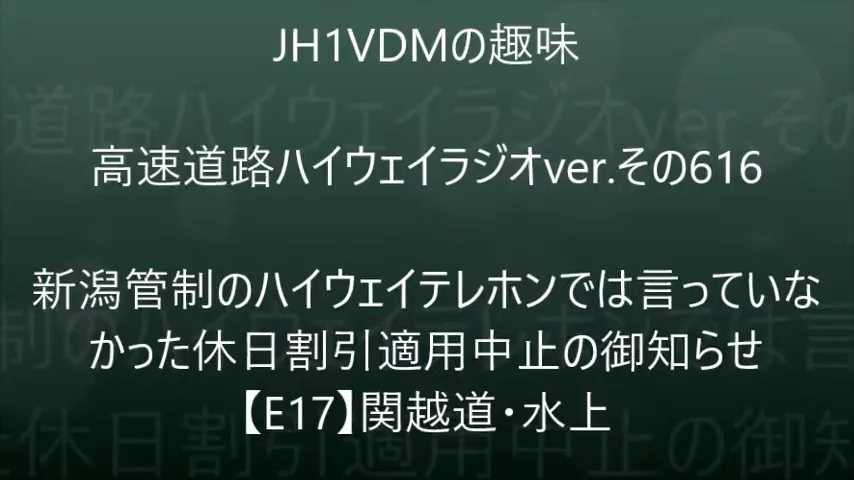 JH1VDMの趣味
高速道路ハイウェイラジオver.その616
新潟管制のハイウェイテレホンでは言っていな
かった休日割引適用中止の御知らせ
【E17】関越道・水上